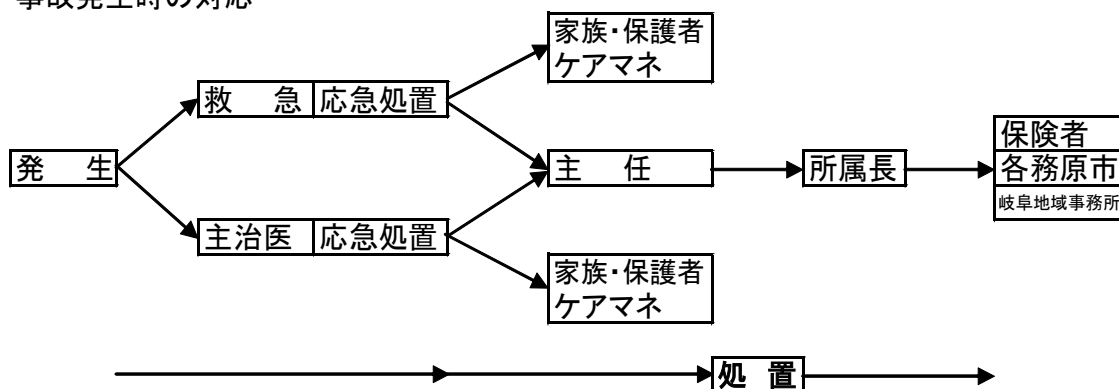 事故発生時の対応
家族・保護者
ケアマネ
救 急 応急処置
発 生
主 任
所属長
保険者
各務原市
岐阜地域事務所
主治医 応急処置
家族・保護者
ケアマネ
処 置